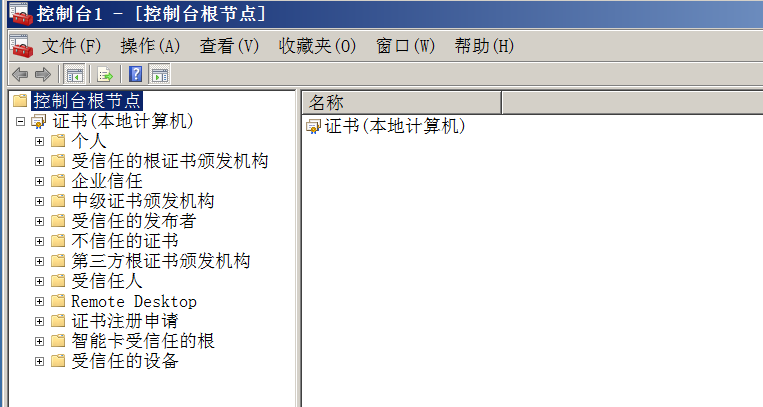 控制台1 - [控制台根节点]
文件(F) 操作(A) 查看(V) 收藏夹(O) 窗口(W) 帮助(H)
控制台根节点
证书(本地计算机)
个人
受信任的根证书颁发机构
企业信任
中级证书颁发机构
受信任的发布者
不信任的证书
第三方根证书颁发机构
受信任人
Remote Desktop
证书注册申请
智能卡受信任的根
受信任的设备
名称
证书(本地计算机)